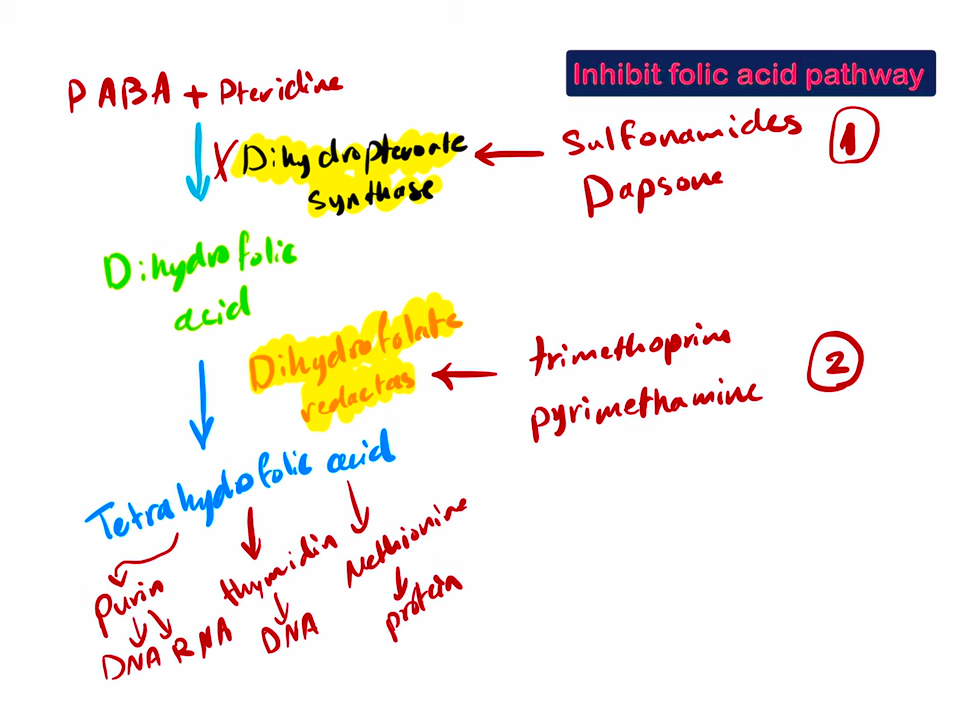 Inhibit folic acid pathway
PABA + Pteridine
X Dihydropteroate
synthase
Sulfonamides
Dapsone
1
Dihydrofolic
acid
Dihydrofolate
redactas
trimethoprim
pyrimethamine
2
Tetrahydrofolic acid
purin
thymidin
Methionine
DNA RNA
DNA
protein